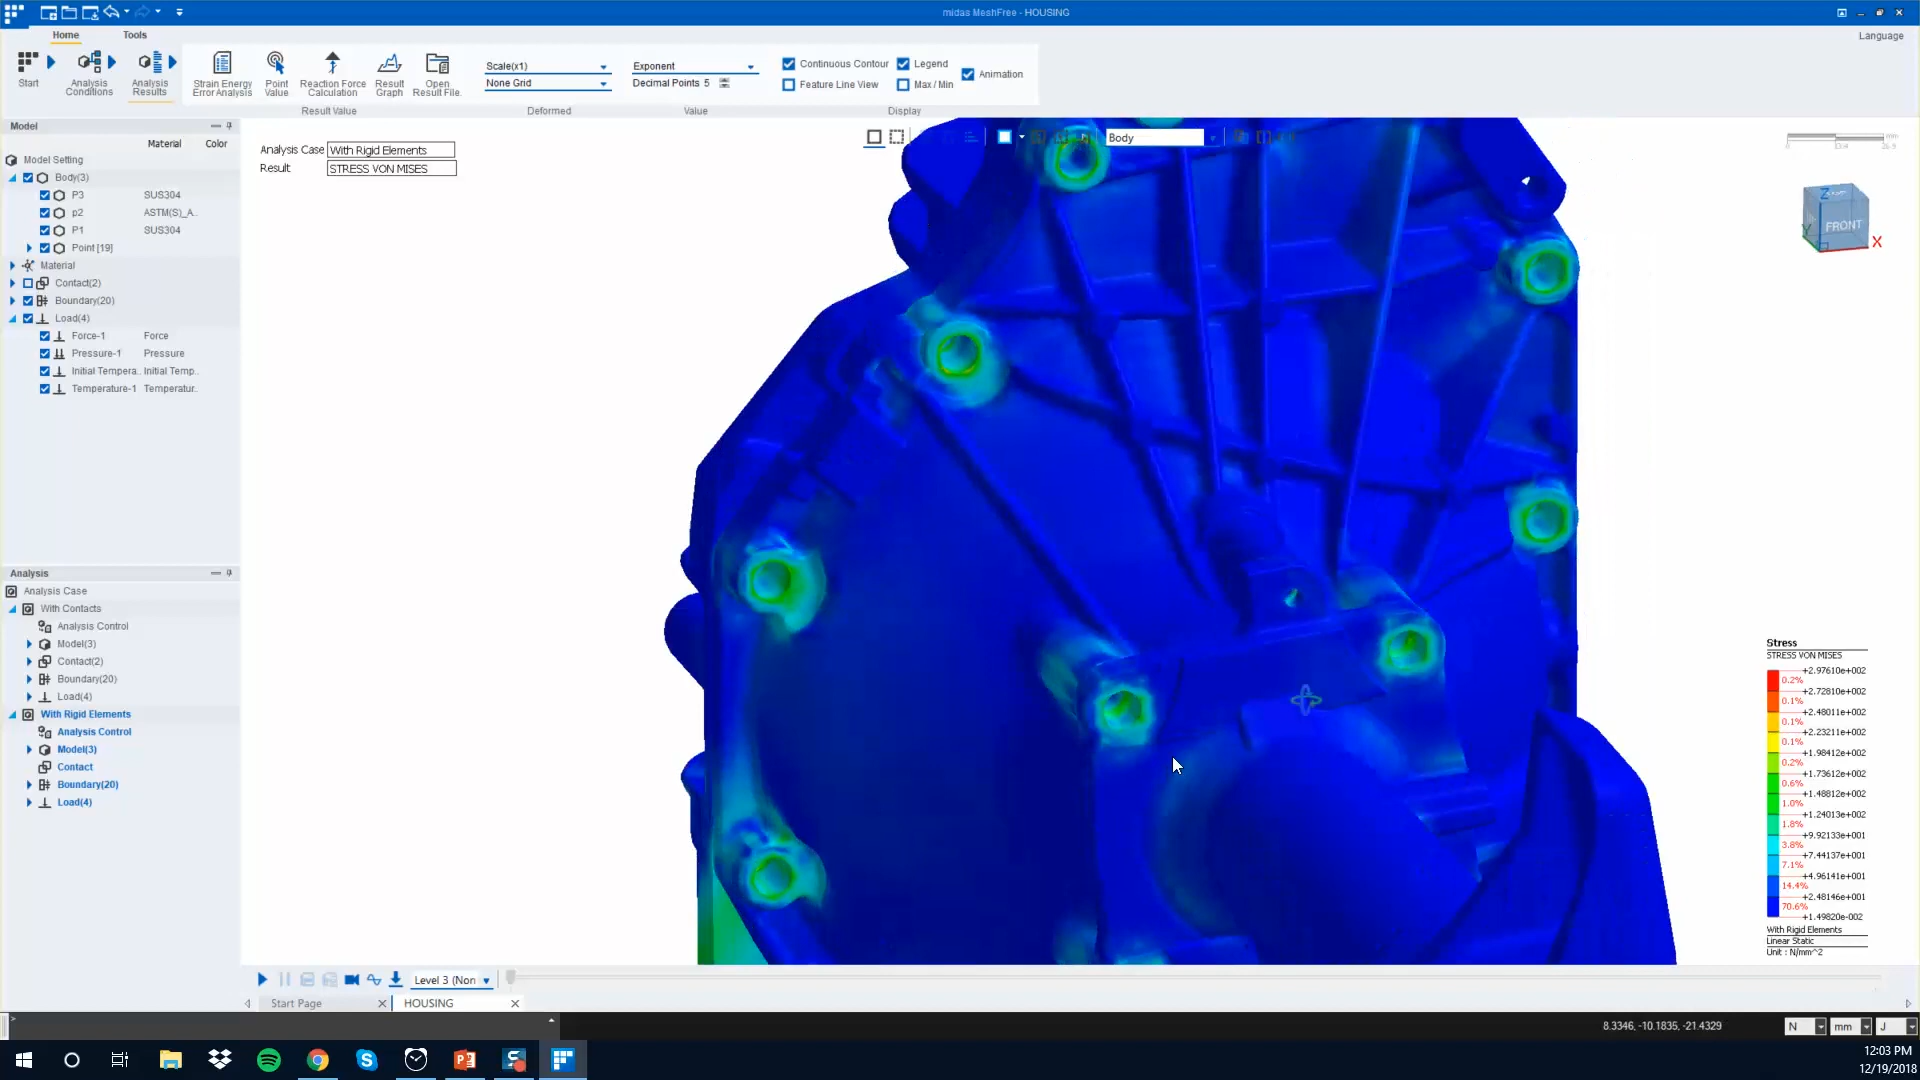 midas MeshFree - HOUSING
Home
Tools
Language
Start
Analysis Conditions
Analysis Results
Strain Energy Error Analysis
Point Value
Reaction Force Calculation
Result Graph
Open Result File.
Result Value
Scale(x1)
None Grid
Deformed
Exponent
Decimal Points 5
Value
Continuous Contour
Legend
Animation
Feature Line View
Max / Min
Display
Model
Material Color
Model Setting
Body(3)
P3 SUS304
p2 ASTM(S)_A..
P1 SUS304
Point [19]
Material
Contact(2)
Boundary(20)
Load(4)
Force-1 Force
Pressure-1 Pressure
Initial Tempera.. Initial Temp..
Temperature-1 Temperatur..
Analysis
Analysis Case
With Contacts
Analysis Control
Model(3)
Contact(2)
Boundary(20)
Load(4)
With Rigid Elements
Analysis Control
Model(3)
Contact
Boundary(20)
Load(4)
Analysis Case With Rigid Elements
Result STRESS VON MISES
Body
Z
FRONT
X
Y
Stress
STRESS VON MISES
+2.97610e+002
0.2%
+2.72810e+002
0.1%
+2.48011e+002
0.1%
+2.23211e+002
0.1%
+1.98412e+002
0.2%
+1.73612e+002
0.6%
+1.48812e+002
1.0%
+1.24013e+002
1.8%
+9.92133e+001
3.8%
+7.44137e+001
7.1%
+4.96141e+001
14.4%
+2.48146e+001
70.6%
+1.49820e-002
With Rigid Elements
Linear Static
Unit : N/mm^2
Level 3 (Non
Start Page
HOUSING
>
8.3346, -10.1835, -21.4329
N mm J
12:03 PM
12/19/2018